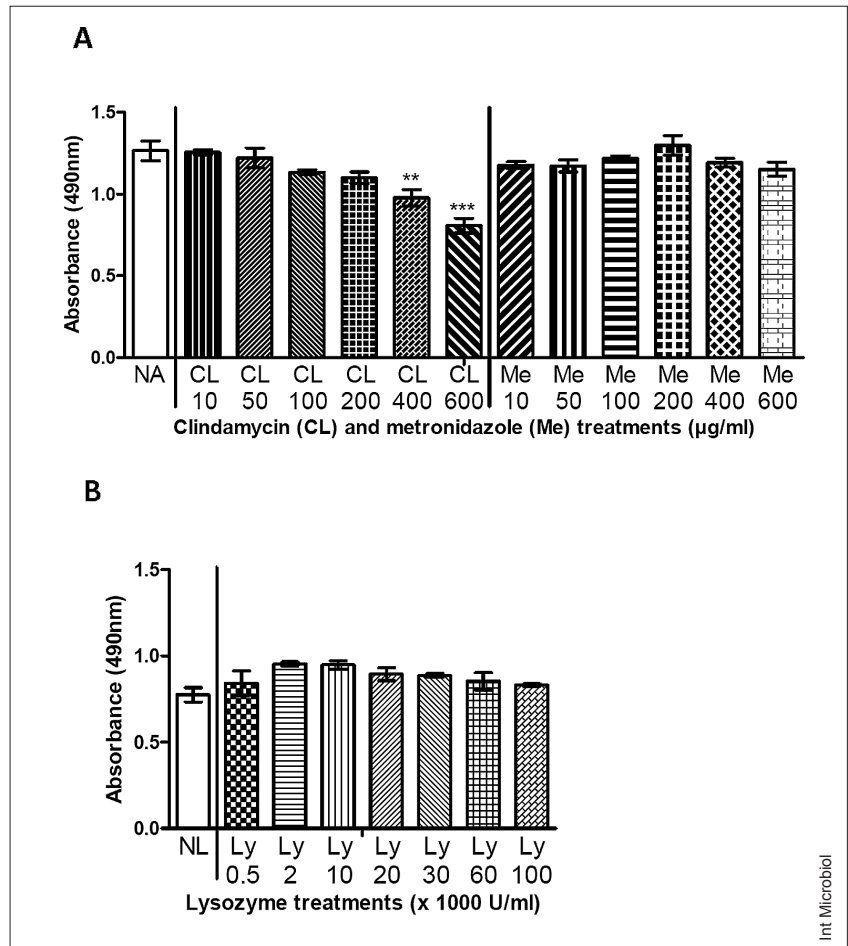 A
Absorbance (490nm)
1.5
1.0
0.5
0.0
** ***
NA CL CL CL CL CL CL Me Me Me Me Me Me
10 50 100 200 400 600 10 50 100 200 400 600
Clindamycin (CL) and metronidazole (Me) treatments (µg/ml)
B
Absorbance (490nm)
1.5
1.0
0.5
0.0
NL Ly Ly Ly Ly Ly Ly Ly
0.5 2 10 20 30 60 100
Lysozyme treatments (x 1000 U/ml)
Int Microbiol